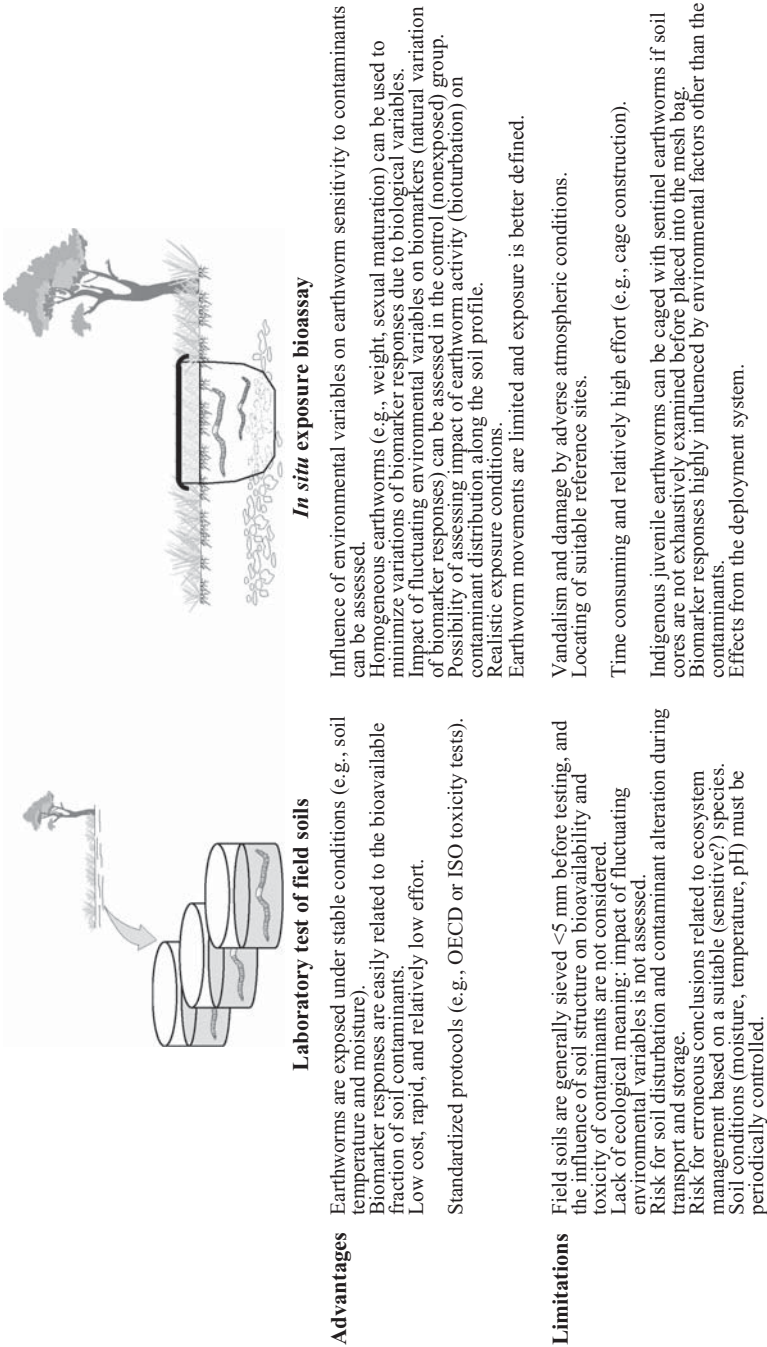 Laboratory test of field soils
In situ exposure bioassay
Advantages
Earthworms are exposed under stable conditions (e.g., soil
temperature and moisture).
Biomarker responses are easily related to the bioavailable
fraction of soil contaminants.
Low cost, rapid, and relatively low effort.
Standardized protocols (e.g., OECD or ISO toxicity tests).
Influence of environmental variables on earthworm sensitivity to contaminants
can be assessed.
Homogeneous earthworms (e.g., weight, sexual maturation) can be used to
minimize variations of biomarker responses due to biological variables.
Impact of fluctuating environmental variables on biomarkers (natural variation
of biomarker responses) can be assessed in the control (nonexposed) group.
Possibility of assessing impact of earthworm activity (bioturbation) on
contaminant distribution along the soil profile.
Realistic exposure conditions.
Earthworm movements are limited and exposure is better defined.
Limitations
Field soils are generally sieved <5 mm before testing, and
the influence of soil structure on bioavailability and
toxicity of contaminants are not considered.
Lack of ecological meaning: impact of fluctuating
environmental variables is not assessed.
Risk for soil disturbation and contaminant alteration during
transport and storage.
Risk for erroneous conclusions related to ecosystem
management based on a suitable (sensitive?) species.
Soil conditions (moisture, temperature, pH) must be
periodically controlled.
Vandalism and damage by adverse atmospheric conditions.
Locating of suitable reference sites.
Time consuming and relatively high effort (e.g., cage construction).
Indigenous juvenile earthworms can be caged with sentinel earthworms if soil
cores are not exhaustively examined before placed into the mesh bag.
Biomarker responses highly influenced by environmental factors other than the
contaminants.
Effects from the deployment system.